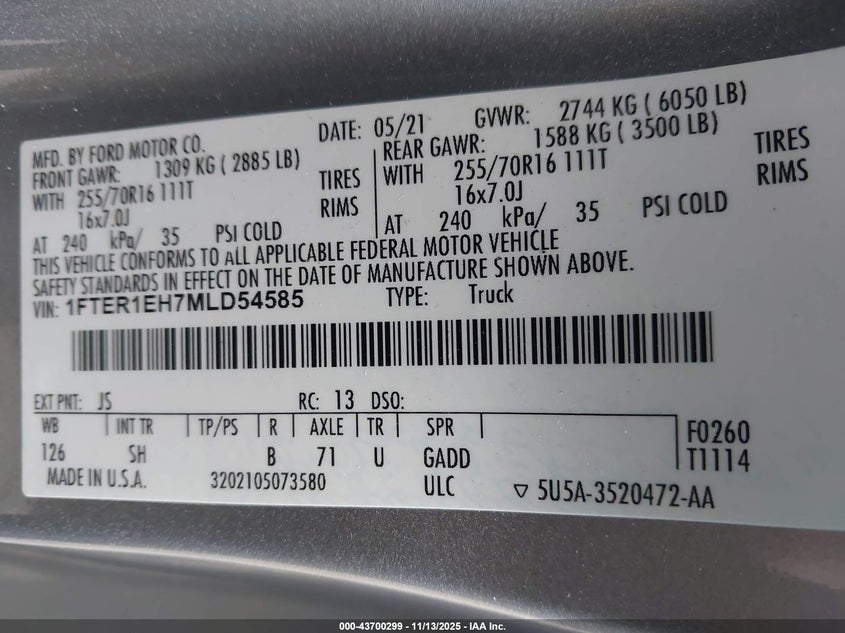 MFD. BY FORD MOTOR CO. DATE: 05/21 GVWR: 2744 KG ( 6050 LB)
FRONT GAWR: 1309 KG ( 2885 LB) REAR GAWR: 1588 KG ( 3500 LB)
WITH 255/70R16 111T TIRES WITH 255/70R16 111T TIRES
16x7.0J RIMS 16x7.0J RIMS
AT 240 kPa/ 35 PSI COLD AT 240 kPa/ 35 PSI COLD
THIS VEHICLE CONFORMS TO ALL APPLICABLE FEDERAL MOTOR VEHICLE
SAFETY STANDARDS IN EFFECT ON THE DATE OF MANUFACTURE SHOWN ABOVE.
VIN: 1FTER1EH7MLD54585 TYPE: Truck
EXT PNT: JS RC: 13 DSO:
WB INT TR TP/PS R AXLE TR SPR F0260
126 SH B 71 U GADD T1114
MADE IN U.S.A. 3202105073580 ULC ▽ 5U5A-3520472-AA
000-43700299 - 11/13/2025 - IAA Inc.